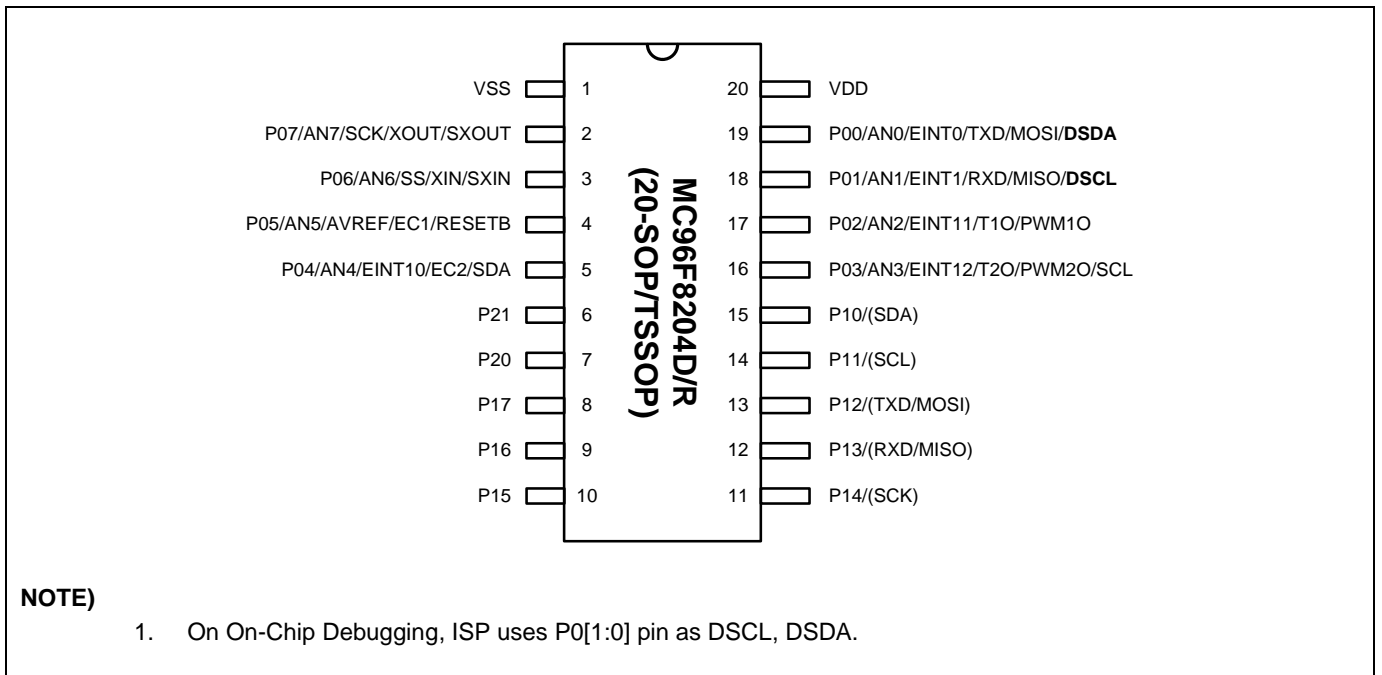 VSS 1 20 VDD
P07/AN7/SCK/XOUT/SXOUT 2 19 P00/AN0/EINT0/TXD/MOSI/DSDA
P06/AN6/SS/XIN/SXIN 3 18 P01/AN1/EINT1/RXD/MISO/DSCL
P05/AN5/AVREF/EC1/RESETB 4 17 P02/AN2/EINT11/T1O/PWM1O
P04/AN4/EINT10/EC2/SDA 5 16 P03/AN3/EINT12/T2O/PWM2O/SCL
P21 6 15 P10/(SDA)
P20 7 14 P11/(SCL)
P17 8 13 P12/(TXD/MOSI)
P16 9 12 P13/(RXD/MISO)
P15 10 11 P14/(SCK)
MC96F8204D/R
(20-SOP/TSSOP)
NOTE)
1. On On-Chip Debugging, ISP uses P0[1:0] pin as DSCL, DSDA.